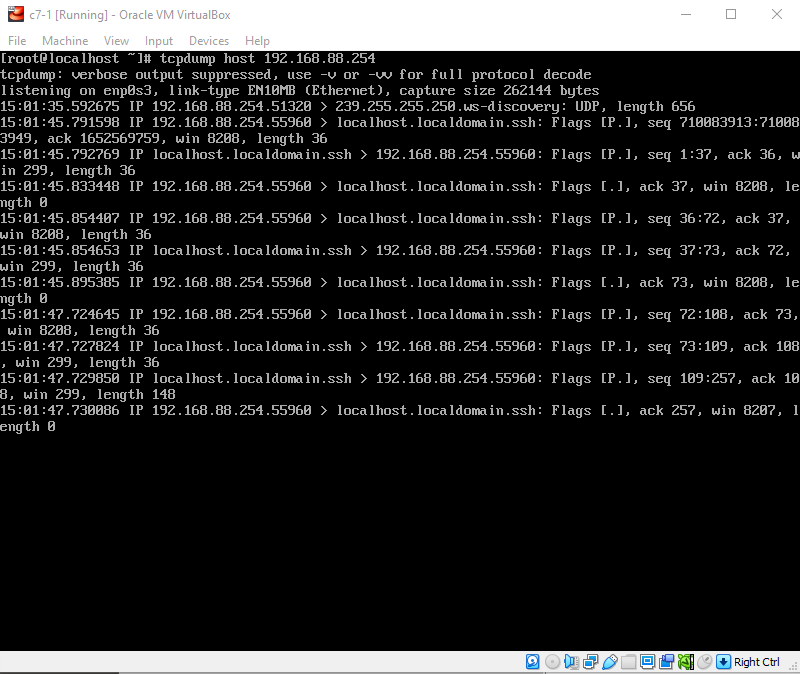 c7-1 [Running] - Oracle VM VirtualBox
File Machine View Input Devices Help
[root@localhost ~]# tcpdump host 192.168.88.254
tcpdump: verbose output suppressed, use -v or -vv for full protocol decode
listening on enp0s3, link-type EN10MB (Ethernet), capture size 262144 bytes
15:01:35.592675 IP 192.168.88.254.51320 > 239.255.255.250.ws-discovery: UDP, length 656
15:01:45.791598 IP 192.168.88.254.55960 > localhost.localdomain.ssh: Flags [P.], seq 710083913:71008
3949, ack 1652569759, win 8208, length 36
15:01:45.792769 IP localhost.localdomain.ssh > 192.168.88.254.55960: Flags [P.], seq 1:37, ack 36, w
in 299, length 36
15:01:45.833448 IP 192.168.88.254.55960 > localhost.localdomain.ssh: Flags [.], ack 37, win 8208, le
ngth 0
15:01:45.854407 IP 192.168.88.254.55960 > localhost.localdomain.ssh: Flags [P.], seq 36:72, ack 37,
win 8208, length 36
15:01:45.854653 IP localhost.localdomain.ssh > 192.168.88.254.55960: Flags [P.], seq 37:73, ack 72,
win 299, length 36
15:01:45.895385 IP 192.168.88.254.55960 > localhost.localdomain.ssh: Flags [.], ack 73, win 8208, le
ngth 0
15:01:47.724645 IP 192.168.88.254.55960 > localhost.localdomain.ssh: Flags [P.], seq 72:108, ack 73,
 win 8208, length 36
15:01:47.727824 IP localhost.localdomain.ssh > 192.168.88.254.55960: Flags [P.], seq 73:109, ack 108
, win 299, length 36
15:01:47.729850 IP localhost.localdomain.ssh > 192.168.88.254.55960: Flags [P.], seq 109:257, ack 10
8, win 299, length 148
15:01:47.730086 IP 192.168.88.254.55960 > localhost.localdomain.ssh: Flags [.], ack 257, win 8207, l
ength 0
Right Ctrl